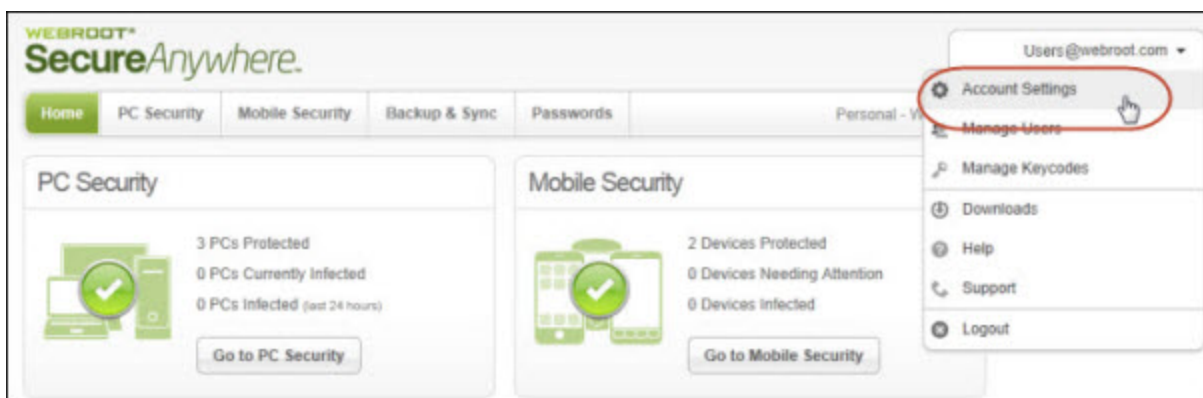 WEBROOT®
SecureAnywhere™
Users@webroot.com
Home PC Security Mobile Security Backup & Sync Passwords Personal -
Account Settings
Manage Users
Manage Keycodes
Downloads
Help
Support
Logout
PC Security
3 PCs Protected
0 PCs Currently Infected
0 PCs Infected (last 24 hours)
Go to PC Security
Mobile Security
2 Devices Protected
0 Devices Needing Attention
0 Devices Infected
Go to Mobile Security